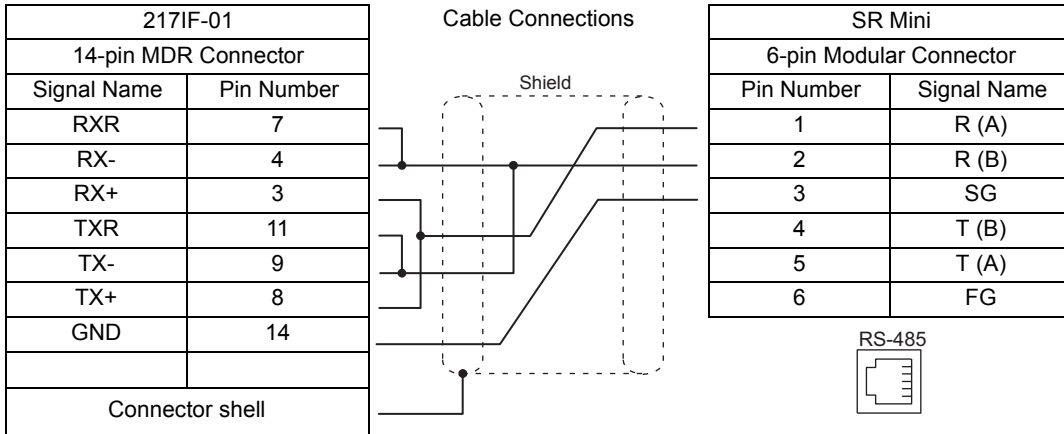 217IF-01
14-pin MDR Connector
Signal Name Pin Number
RXR 7
RX- 4
RX+ 3
TXR 11
TX- 9
TX+ 8
GND 14
Connector shell
Cable Connections
Shield
SR Mini
6-pin Modular Connector
Pin Number Signal Name
1 R (A)
2 R (B)
3 SG
4 T (B)
5 T (A)
6 FG
RS-485